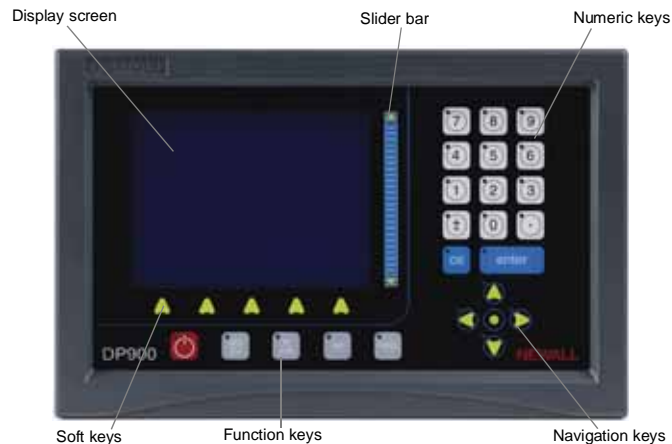 Display screen
Slider bar
Numeric keys
7 8 9
4 5 6
1 2 3
± 0 ·
ce enter
DP900
NEWALL
Soft keys
Function keys
Navigation keys